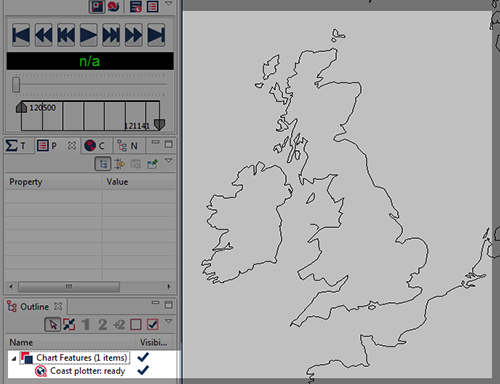 n/a
120500
121141
T P C N
Property Value
Outline
1 2 +2
Name Visibi...
Chart Features (1 items)
Coast plotter: ready